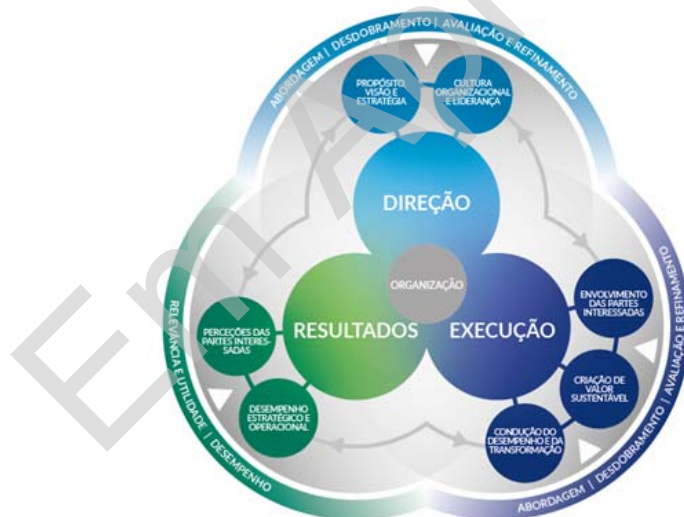 ABORDAGEM | DESDOBRAMENTO | AVALIAÇÃO E REFINAMENTO
PROPÓSITO,
VISÃO E
ESTRATÉGIA
CULTURA
ORGANIZACIONAL
E LIDERANÇA
DIREÇÃO
ORGANIZAÇÃO
RESULTADOS
EXECUÇÃO
PERCEÇÕES DAS
PARTES INTERES-
SADAS
DESEMPENHO
ESTRATÉGICO E
OPERACIONAL
ENVOLVIMENTO
DAS PARTES
INTERESSADAS
CRIAÇÃO DE
VALOR
SUSTENTÁVEL
CONDUÇÃO DO
DESEMPENHO E DA
TRANSFORMAÇÃO
RELEVÂNCIA E UTILIDADE | DESEMPENHO
ABORDAGEM | DESDOBRAMENTO | AVALIAÇÃO E REFINAMENTO